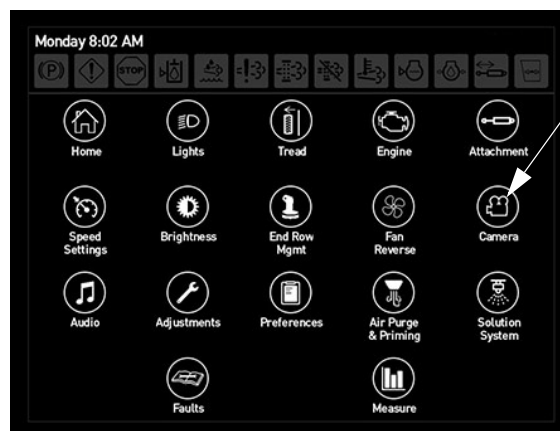 Monday 8:02 AM
(P) STOP
Home Lights Tread Engine Attachment
Speed Settings Brightness End Row Mgmt Fan Reverse Camera
Audio Adjustments Preferences Air Purge & Priming Solution System
Faults Measure